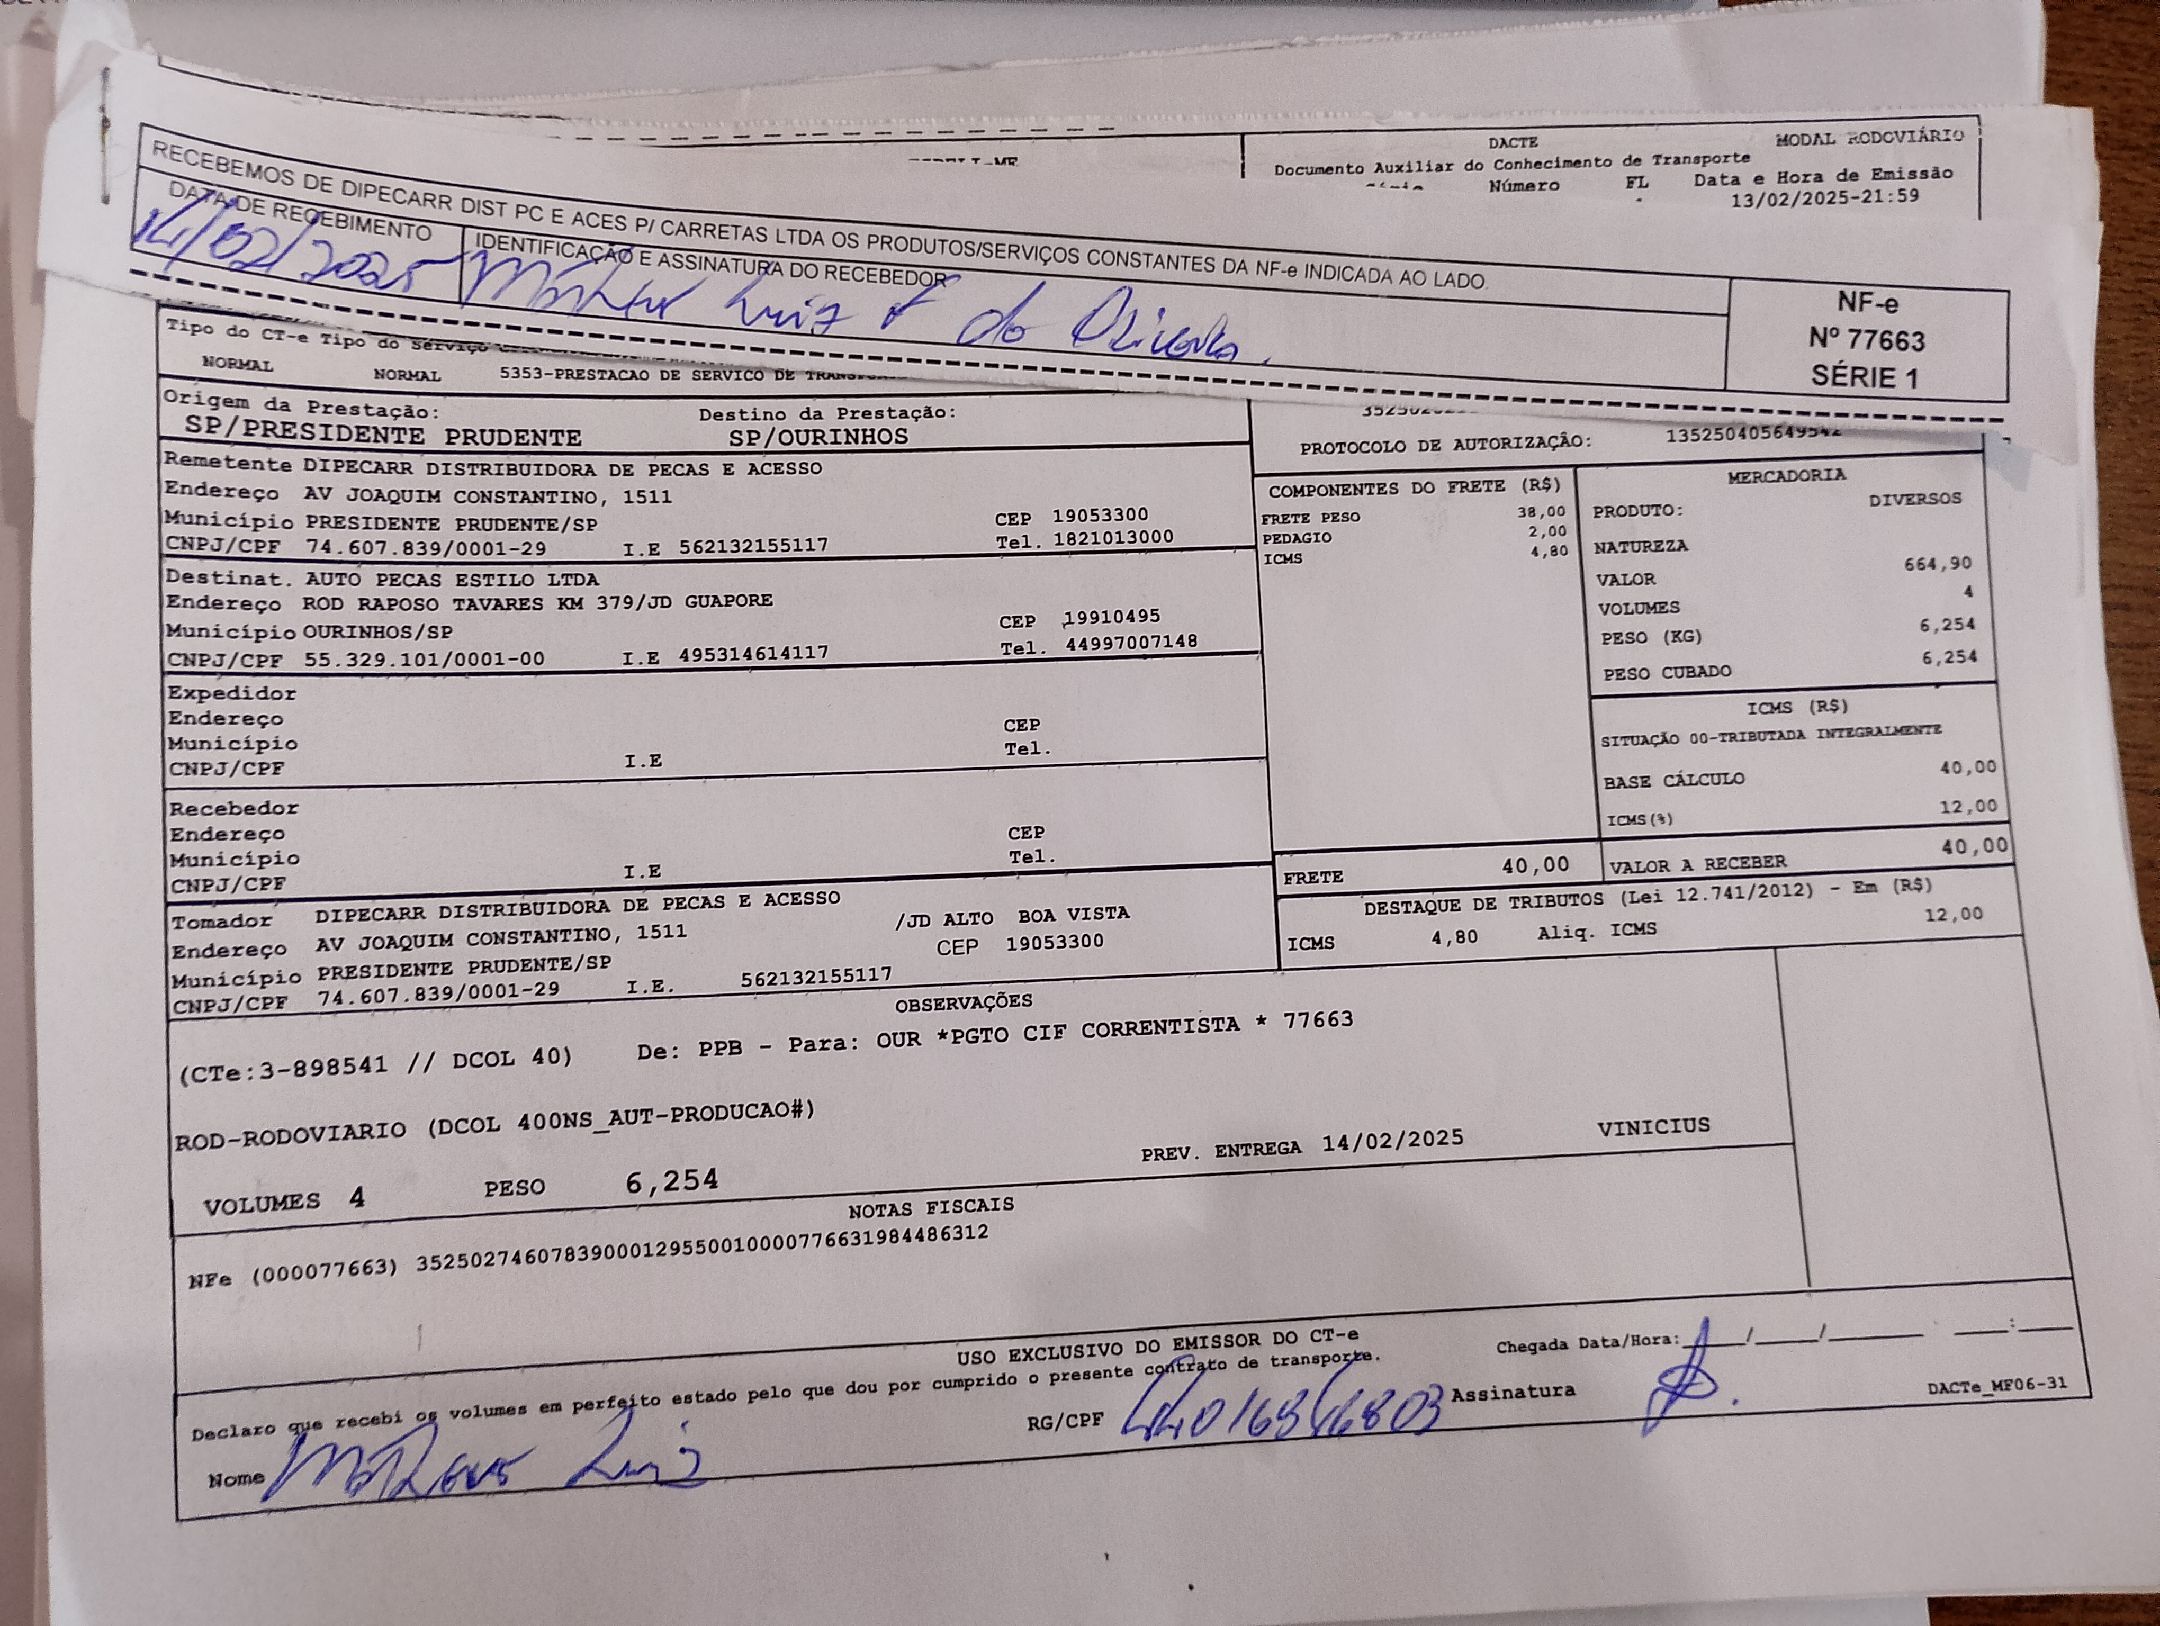 DACTE
MODAL RODOVIÁRIO
Documento Auxiliar do Conhecimento de Transporte
Número FL Data e Hora de Emissão
13/02/2025-21:59
RECEBEMOS DE DIPECARR DIST PC E ACES P/ CARRETAS LTDA OS PRODUTOS/SERVIÇOS CONSTANTES DA NF-e INDICADA AO LADO.
DATA DE RECEBIMENTO
14/02/2025
IDENTIFICAÇÃO E ASSINATURA DO RECEBEDOR
Matheus Luiz F do Oliveira.
NF-e
Nº 77663
SÉRIE 1
Tipo do CT-e Tipo do Serviço
NORMAL NORMAL 5353-PRESTACAO DE SERVICO DE
Origem da Prestação: Destino da Prestação:
SP/PRESIDENTE PRUDENTE SP/OURINHOS
PROTOCOLO DE AUTORIZAÇÃO: 135250405649542
Remetente DIPECARR DISTRIBUIDORA DE PECAS E ACESSO
Endereço AV JOAQUIM CONSTANTINO, 1511
Município PRESIDENTE PRUDENTE/SP CEP 19053300
CNPJ/CPF 74.607.839/0001-29 I.E 562132155117 Tel. 1821013000
Destinat. AUTO PECAS ESTILO LTDA
Endereço ROD RAPOSO TAVARES KM 379/JD GUAPORE
Município OURINHOS/SP CEP 19910495
CNPJ/CPF 55.329.101/0001-00 I.E 495314614117 Tel. 44997007148
Expedidor
Endereço
Município CEP
CNPJ/CPF I.E Tel.
Recebedor
Endereço CEP
Município Tel.
CNPJ/CPF I.E
Tomador DIPECARR DISTRIBUIDORA DE PECAS E ACESSO
Endereço AV JOAQUIM CONSTANTINO, 1511 /JD ALTO BOA VISTA
Município PRESIDENTE PRUDENTE/SP CEP 19053300
CNPJ/CPF 74.607.839/0001-29 I.E. 562132155117
COMPONENTES DO FRETE (R$)
FRETE PESO 38,00
PEDAGIO 2,00
ICMS 4,80
MERCADORIA
PRODUTO: DIVERSOS
NATUREZA
VALOR 664,90
VOLUMES 4
PESO (KG) 6,254
PESO CUBADO 6,254
ICMS (R$)
SITUAÇÃO 00-TRIBUTADA INTEGRALMENTE
BASE CÁLCULO 40,00
ICMS(%) 12,00
FRETE 40,00 VALOR A RECEBER 40,00
DESTAQUE DE TRIBUTOS (Lei 12.741/2012) - Em (R$)
ICMS 4,80 Aliq. ICMS 12,00
OBSERVAÇÕES
(CTe:3-898541 // DCOL 40) De: PPB - Para: OUR *PGTO CIF CORRENTISTA * 77663
ROD-RODOVIARIO (DCOL 400NS_AUT-PRODUCAO#)
PREV. ENTREGA 14/02/2025 VINICIUS
VOLUMES 4 PESO 6,254
NOTAS FISCAIS
NFe (000077663) 35250274607839000129550010000776631984486312
USO EXCLUSIVO DO EMISSOR DO CT-e
Declaro que recebi os volumes em perfeito estado pelo que dou por cumprido o presente contrato de transporte.
Chegada Data/Hora:____/____/______ ____:____
Nome Matheus Luiz RG/CPF Assinatura
DACTe_MF06-31